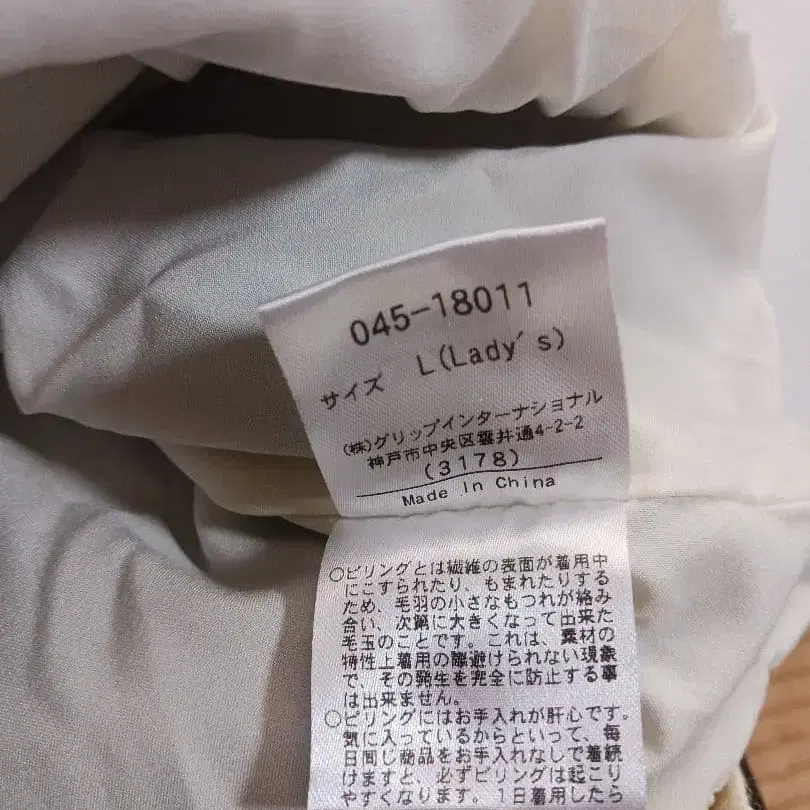 045-18011
サイズ L(Lady's)
(株)グリップインターナショナル
神戸市中央区雲井通4-2-2
(3178)
Made In China
○ピリングとは繊維の表面が着用中
にこすられたり、もまれたりする
ため、毛羽の小さなもつれが絡み
合い、次第に大きくなって出来た
毛玉のことです。これは、素材の
特性上着用の際避けられない現象
で、その発生を完全に防止する事
は出来ません。
○ピリングにはお手入れが肝心です。
気に入っているからといって、毎
日同じ商品をお手入れなしで着続
けますと、必ずピリングは起こり
やすくなります。1日着用したら